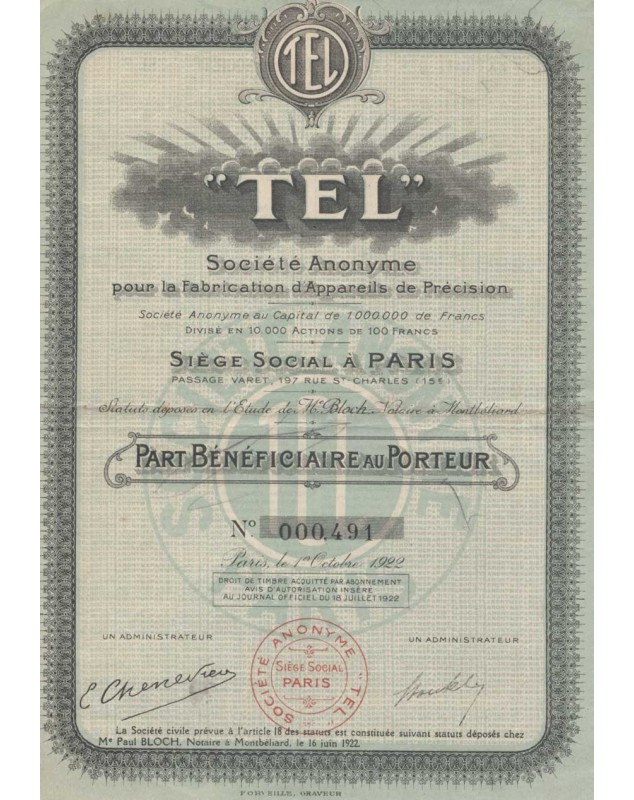 TEL
"TEL"
Société Anonyme
pour la Fabrication d'Appareils de Précision
Société Anonyme au Capital de 1.000.000 de Francs
DIVISÉ EN 10.000 ACTIONS DE 100 FRANCS
SIÈGE SOCIAL À PARIS
PASSAGE VARET, 197 RUE ST CHARLES (15e)
Statuts déposés en l'Étude de Me Bloch, Notaire à Montbéliard
PART BÉNÉFICIAIRE AU PORTEUR
No 000,491
Paris, le 1er Octobre 1922
DROIT DE TIMBRE ACQUITTÉ PAR ABONNEMENT
AVIS D'AUTORISATION INSÉRÉ
AU JOURNAL OFFICIEL DU 18 JUILLET 1922
UN ADMINISTRATEUR
UN ADMINISTRATEUR
SOCIÉTÉ ANONYME "TEL"
SIÈGE SOCIAL
PARIS
E Chenevier
La Société civile prévue à l'article 18 des statuts est constituée suivant statuts déposés chez
Me Paul BLOCH, Notaire à Montbéliard, le 16 juin 1922.
GRAVEUR